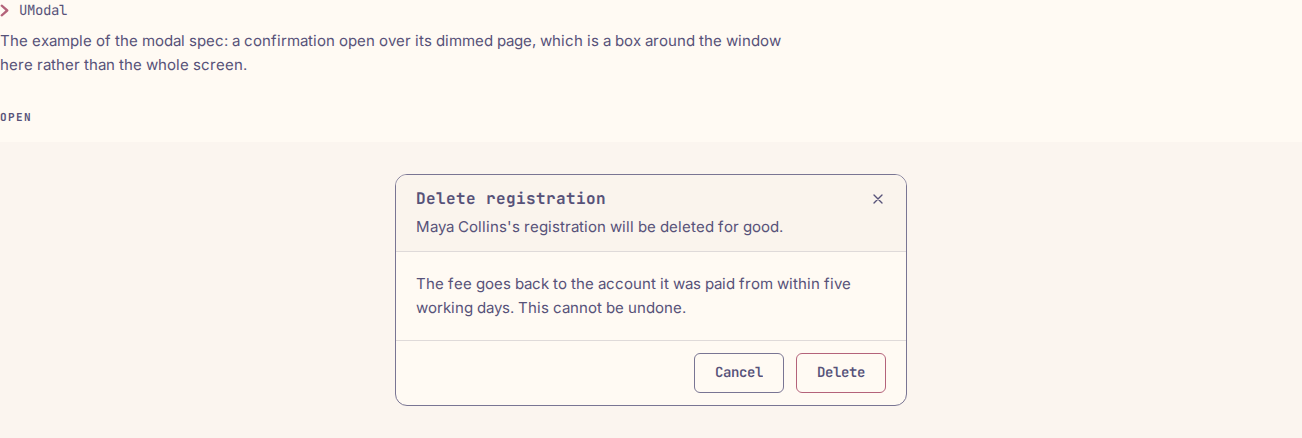 UModal
The example of the modal spec: a confirmation open over its dimmed page, which is a box around the window
here rather than the whole screen.
OPEN
Delete registration
Maya Collins's registration will be deleted for good.
The fee goes back to the account it was paid from within five
working days. This cannot be undone.
Cancel
Delete